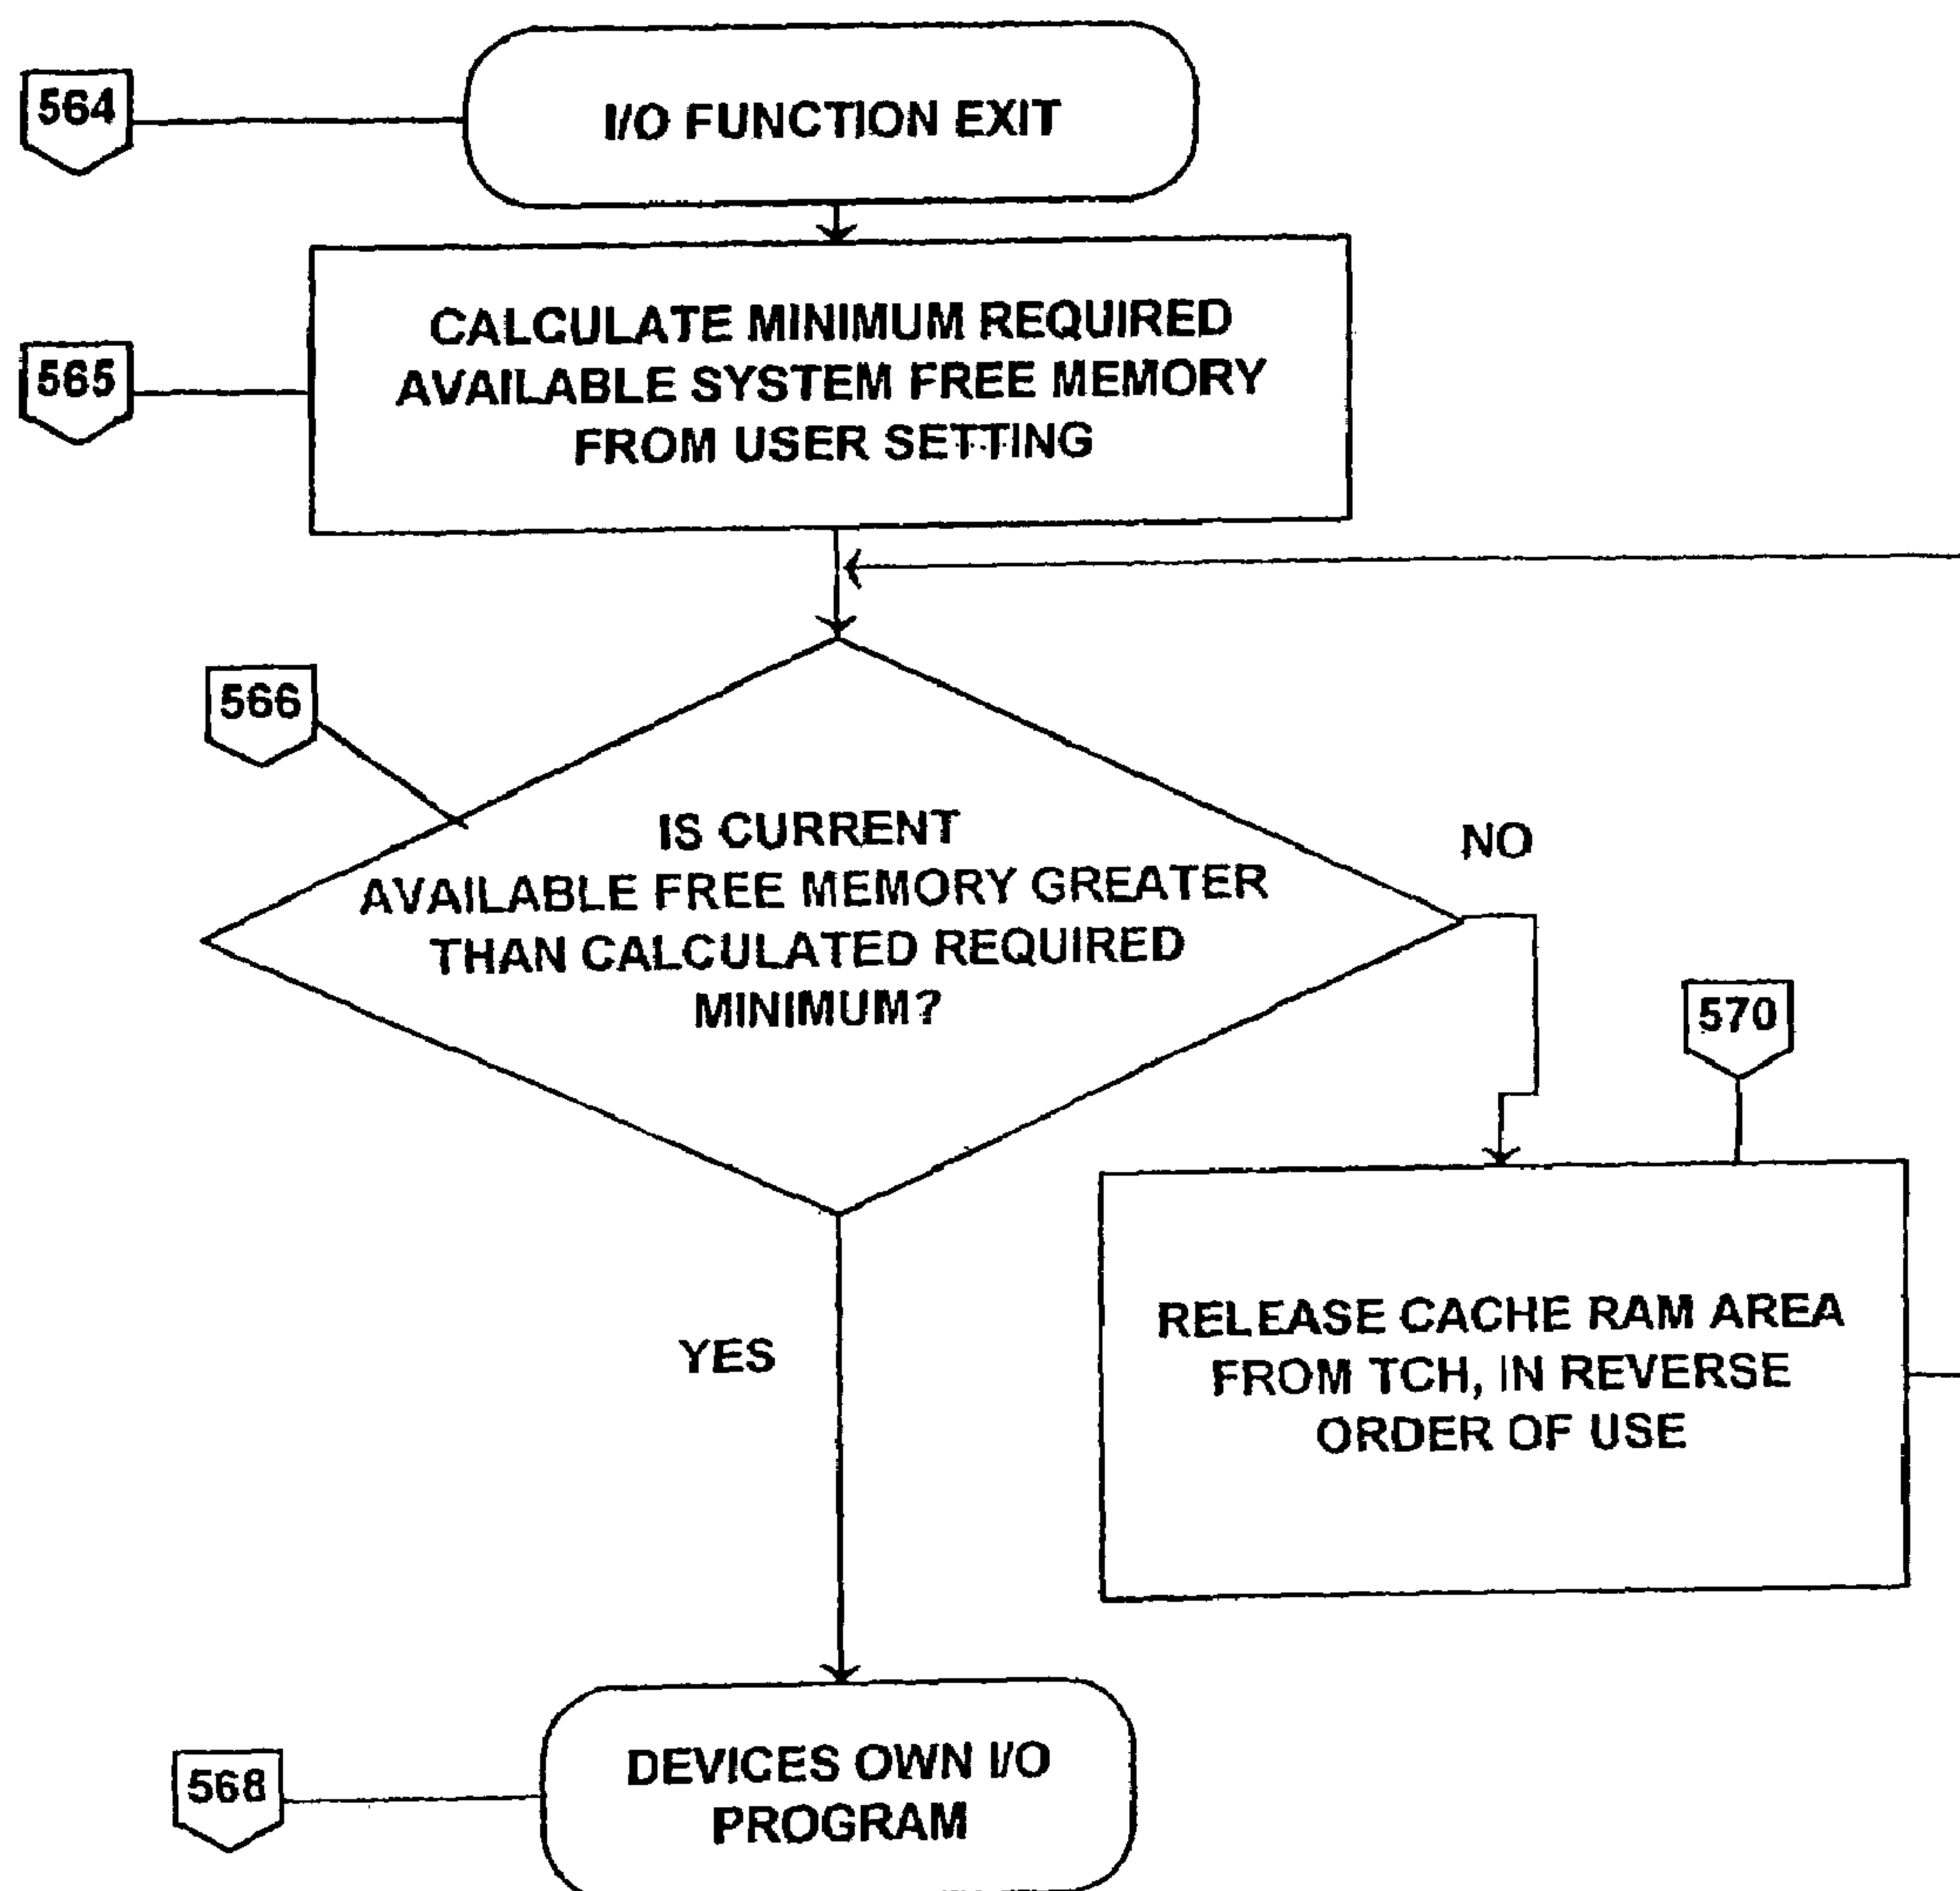 564
I/O FUNCTION EXIT
565
CALCULATE MINIMUM REQUIRED
AVAILABLE SYSTEM FREE MEMORY
FROM USER SETTING
566
IS CURRENT
AVAILABLE FREE MEMORY GREATER
THAN CALCULATED REQUIRED
MINIMUM?
NO
570
RELEASE CACHE RAM AREA
FROM TCH, IN REVERSE
ORDER OF USE
YES
568
DEVICES OWN I/O
PROGRAM